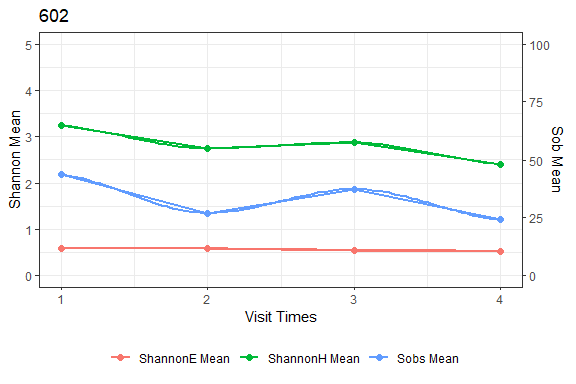 602
5
4
3
2
1
0
Shannon Mean
100
75
50
25
0
Sob Mean
1 2 3 4
Visit Times
ShannonE Mean ShannonH Mean Sobs Mean